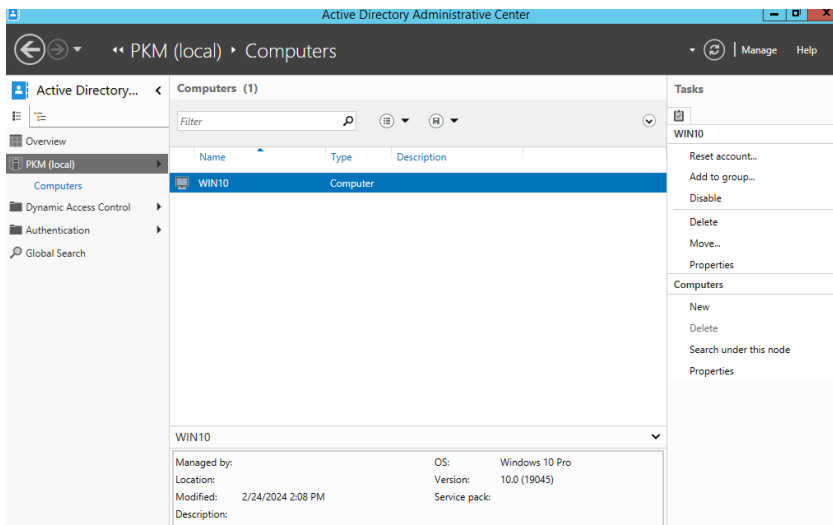 Active Directory Administrative Center
PKM (local) Computers
Manage
Help
Active Directory...
Overview
PKM (local)
Computers
Dynamic Access Control
Authentication
Global Search
Computers (1)
Filter
Name Type Description
WIN10 Computer
WIN10
Managed by:
Location:
Modified: 2/24/2024 2:08 PM
Description:
OS: Windows 10 Pro
Version: 10.0 (19045)
Service pack:
Tasks
WIN10
Reset account...
Add to group...
Disable
Delete
Move...
Properties
Computers
New
Delete
Search under this node
Properties